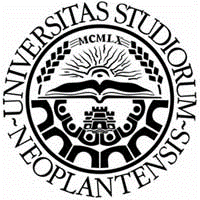 ~UNIVERSITAS STUDIORUM~
NEOPLANTENSIS
MCMLX